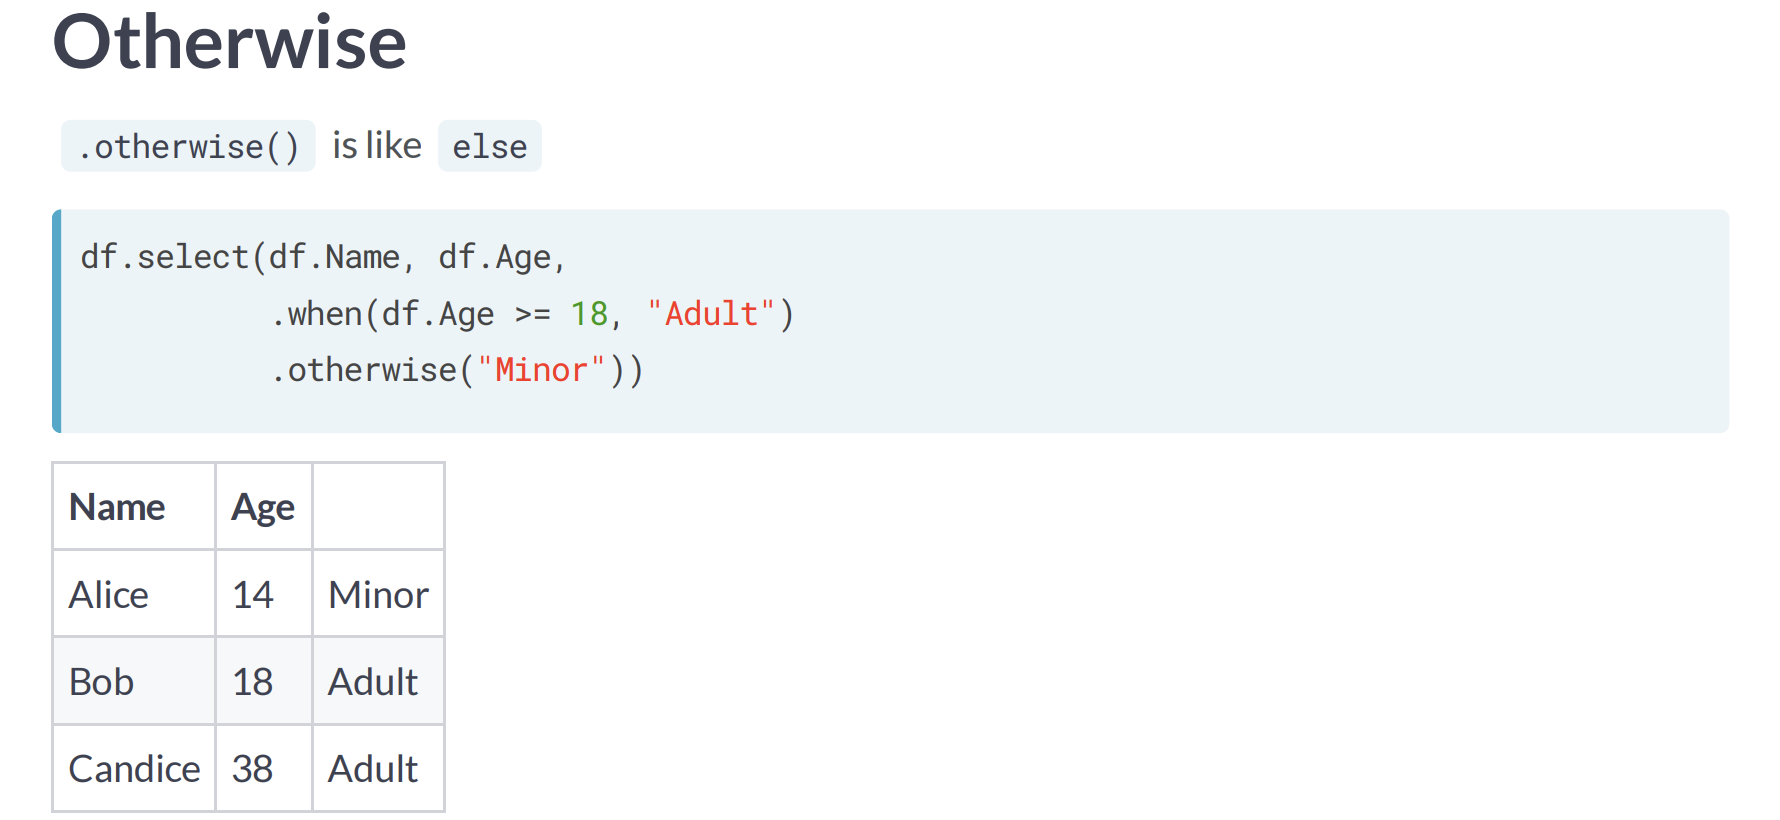 Otherwise
.otherwise() is like else
df.select(df.Name, df.Age,
.when(df.Age >= 18, "Adult")
.otherwise("Minor"))
Name Age
Alice 14 Minor
Bob 18 Adult
Candice 38 Adult